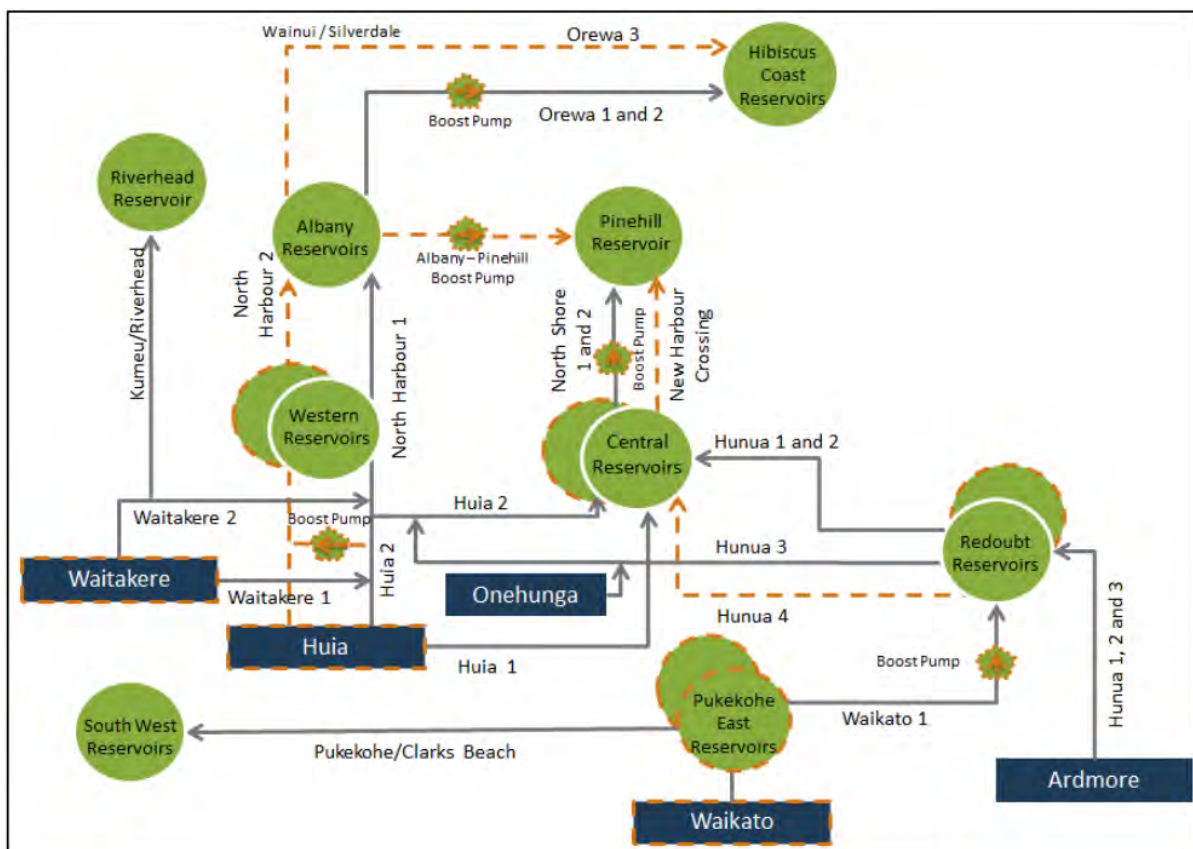 Wainui / Silverdale
Orewa 3
Hibiscus
Coast
Reservoirs
Boost Pump
Orewa 1 and 2
Riverhead
Reservoir
Albany
Reservoirs
Pinehill
Reservoir
Albany – Pinehill
Boost Pump
Kumeu/Riverhead
North
Harbour 2
North Harbour 1
North Shore
1 and 2
Boost Pump
New Harbour
Crossing
Western
Reservoirs
Central
Reservoirs
Hunua 1 and 2
Waitakere 2
Boost Pump
Huia 2
Huia 2
Hunua 3
Redoubt
Reservoirs
Waitakere
Waitakere 1
Onehunga
Hunua 4
Huia
Huia 1
Boost Pump
Hunua 1, 2 and 3
South West
Reservoirs
Pukekohe/Clarks Beach
Pukekohe
East
Reservoirs
Waikato 1
Ardmore
Waikato